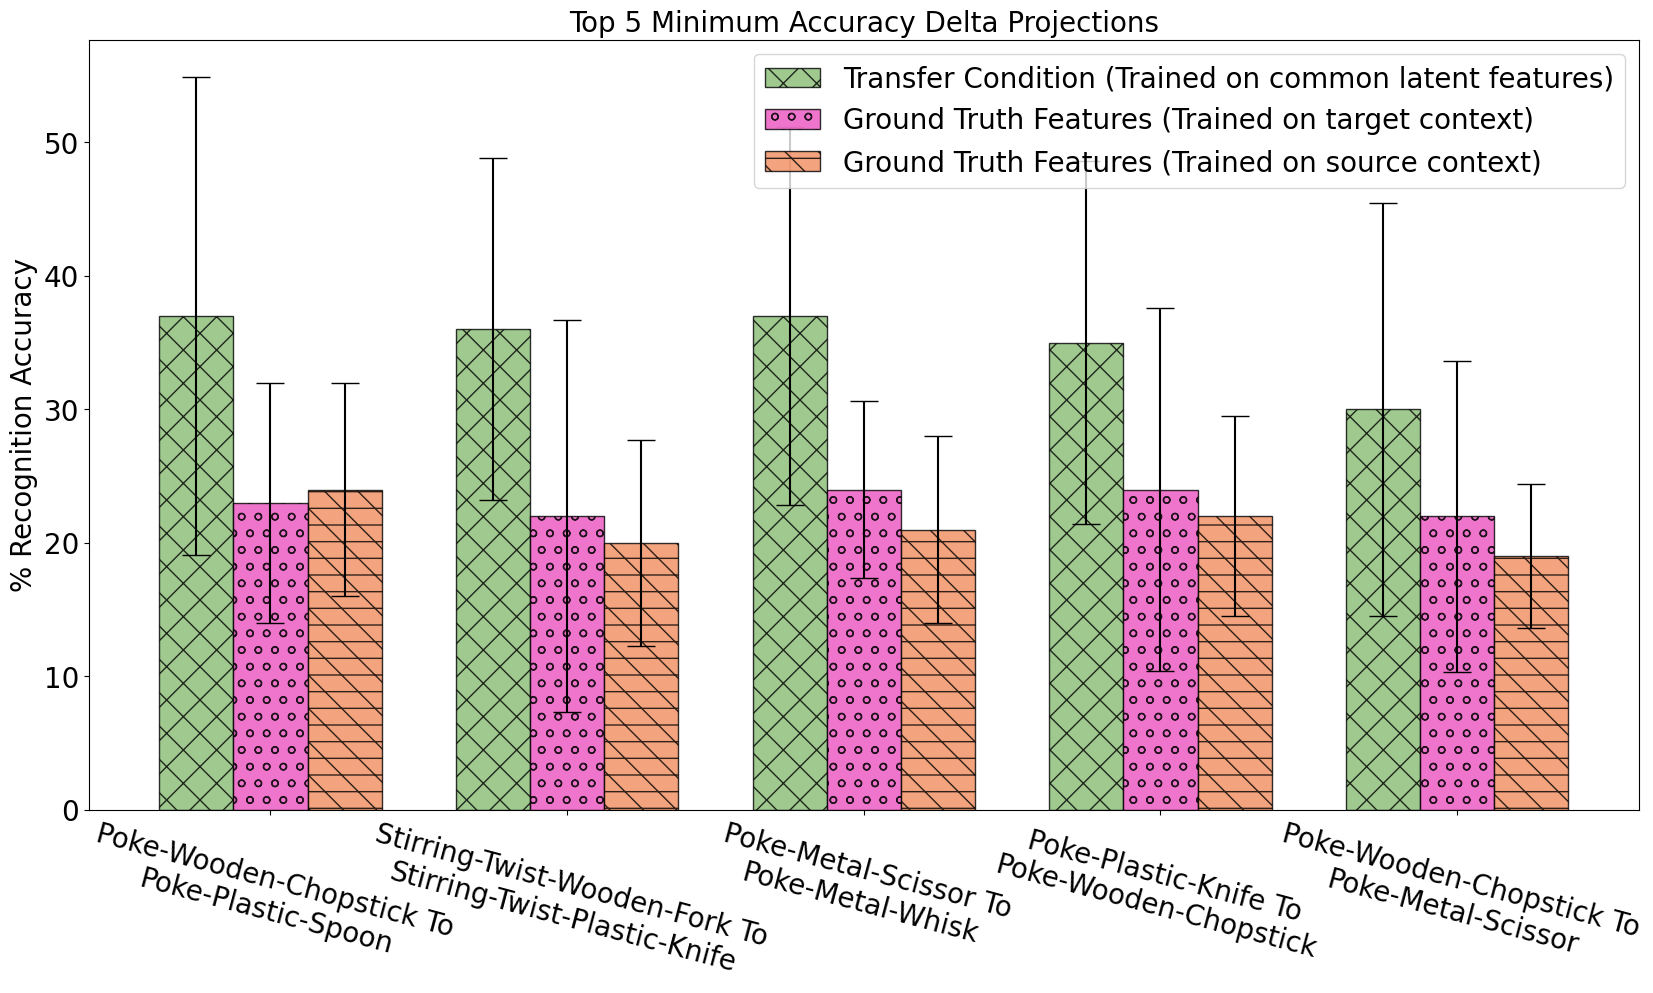 Top 5 Minimum Accuracy Delta Projections
Transfer Condition (Trained on common latent features)
Ground Truth Features (Trained on target context)
Ground Truth Features (Trained on source context)
% Recognition Accuracy
50
40
30
20
10
0
Poke-Wooden-Chopstick To
Poke-Plastic-Spoon
Stirring-Twist-Wooden-Fork To
Stirring-Twist-Plastic-Knife
Poke-Metal-Scissor To
Poke-Metal-Whisk
Poke-Plastic-Knife To
Poke-Wooden-Chopstick
Poke-Wooden-Chopstick To
Poke-Metal-Scissor